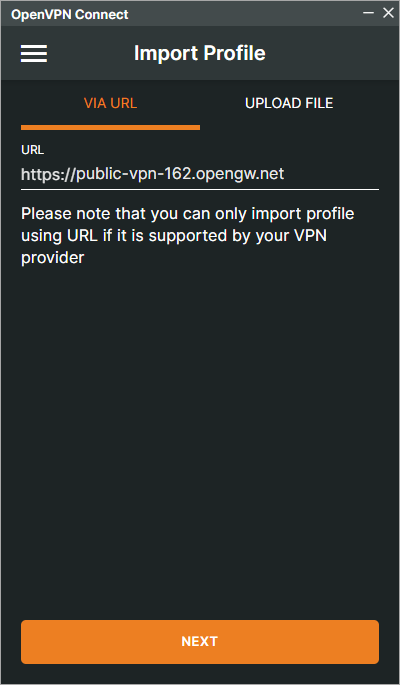 OpenVPN Connect
Import Profile
VIA URL
UPLOAD FILE
URL
https://public-vpn-162.opengw.net
Please note that you can only import profile
using URL if it is supported by your VPN
provider
NEXT